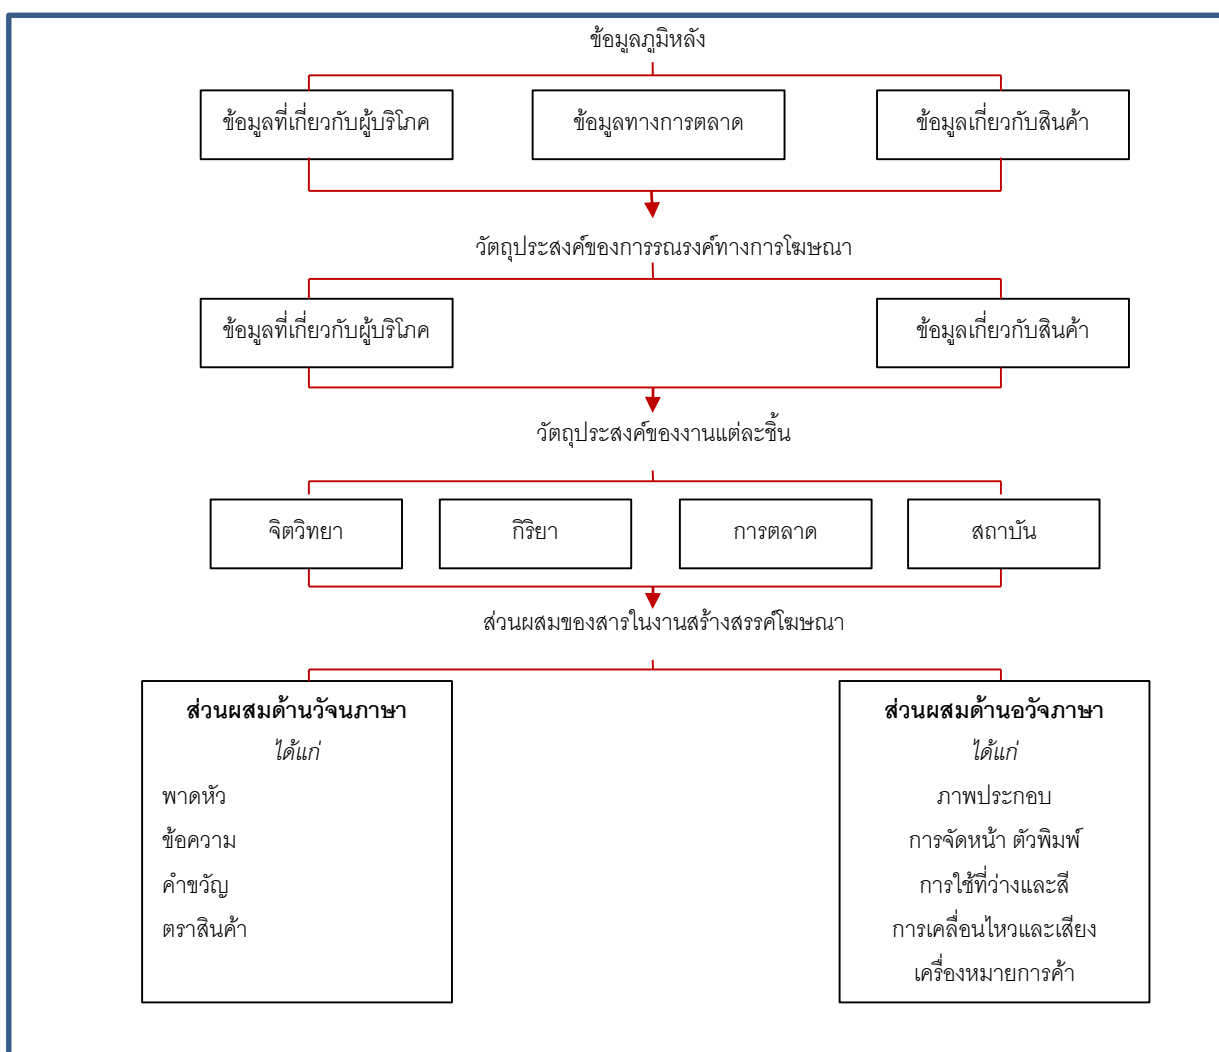 ข้อมูลภูมิหลัง
ข้อมูลที่เกี่ยวกับผู้บริโภค
ข้อมูลทางการตลาด
ข้อมูลเกี่ยวกับสินค้า
วัตถุประสงค์ของการรณรงค์ทางการโฆษณา
ข้อมูลที่เกี่ยวกับผู้บริโภค
ข้อมูลเกี่ยวกับสินค้า
วัตถุประสงค์ของงานแต่ละชิ้น
จิตวิทยา
กิริยา
การตลาด
สถาบัน
ส่วนผสมของสารในงานสร้างสรรค์โฆษณา
ส่วนผสมด้านวัจนภาษา
ได้แก่
พาดหัว
ข้อความ
คำขวัญ
ตราสินค้า
ส่วนผสมด้านอวัจภาษา
ได้แก่
ภาพประกอบ
การจัดหน้า ตัวพิมพ์
การใช้ที่ว่างและสี
การเคลื่อนไหวและเสียง
เครื่องหมายการค้า